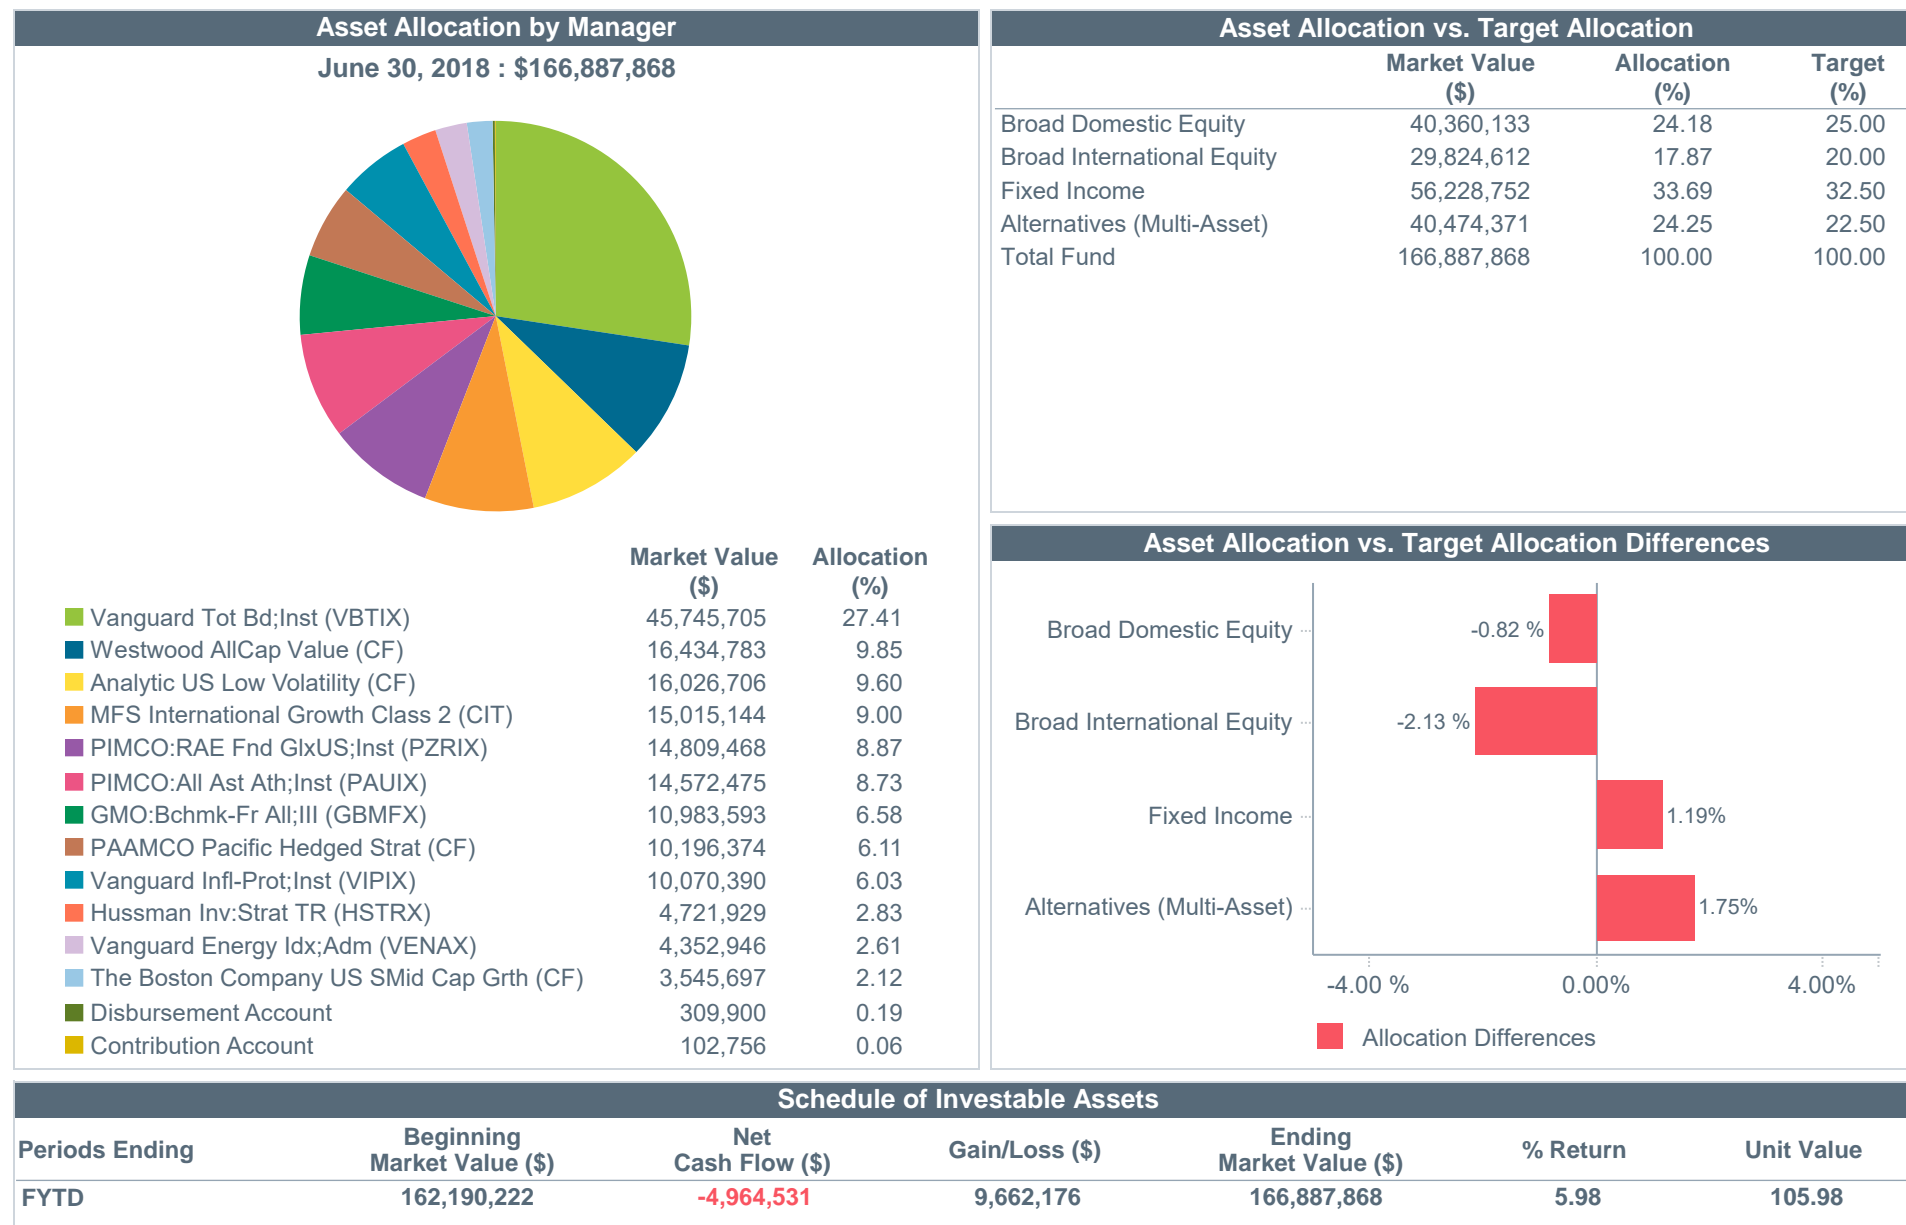 Asset Allocation by Manager
June 30, 2018 : $166,887,868
Market Value ($) Allocation (%)
Vanguard Tot Bd;Inst (VBTIX) 45,745,705 27.41
Westwood AllCap Value (CF) 16,434,783 9.85
Analytic US Low Volatility (CF) 16,026,706 9.60
MFS International Growth Class 2 (CIT) 15,015,144 9.00
PIMCO:RAE Fnd GlxUS;Inst (PZRIX) 14,809,468 8.87
PIMCO:All Ast Ath;Inst (PAUIX) 14,572,475 8.73
GMO:Bchmk-Fr All;III (GBMFX) 10,983,593 6.58
PAAMCO Pacific Hedged Strat (CF) 10,196,374 6.11
Vanguard Infl-Prot;Inst (VIPIX) 10,070,390 6.03
Hussman Inv:Strat TR (HSTRX) 4,721,929 2.83
Vanguard Energy Idx;Adm (VENAX) 4,352,946 2.61
The Boston Company US SMid Cap Grth (CF) 3,545,697 2.12
Disbursement Account 309,900 0.19
Contribution Account 102,756 0.06
Asset Allocation vs. Target Allocation
Market Value ($) Allocation (%) Target (%)
Broad Domestic Equity 40,360,133 24.18 25.00
Broad International Equity 29,824,612 17.87 20.00
Fixed Income 56,228,752 33.69 32.50
Alternatives (Multi-Asset) 40,474,371 24.25 22.50
Total Fund 166,887,868 100.00 100.00
Asset Allocation vs. Target Allocation Differences
Broad Domestic Equity -0.82 %
Broad International Equity -2.13 %
Fixed Income 1.19%
Alternatives (Multi-Asset) 1.75%
-4.00 % 0.00% 4.00%
Allocation Differences
Schedule of Investable Assets
Periods Ending Beginning Market Value ($) Net Cash Flow ($) Gain/Loss ($) Ending Market Value ($) % Return Unit Value
FYTD 162,190,222 -4,964,531 9,662,176 166,887,868 5.98 105.98